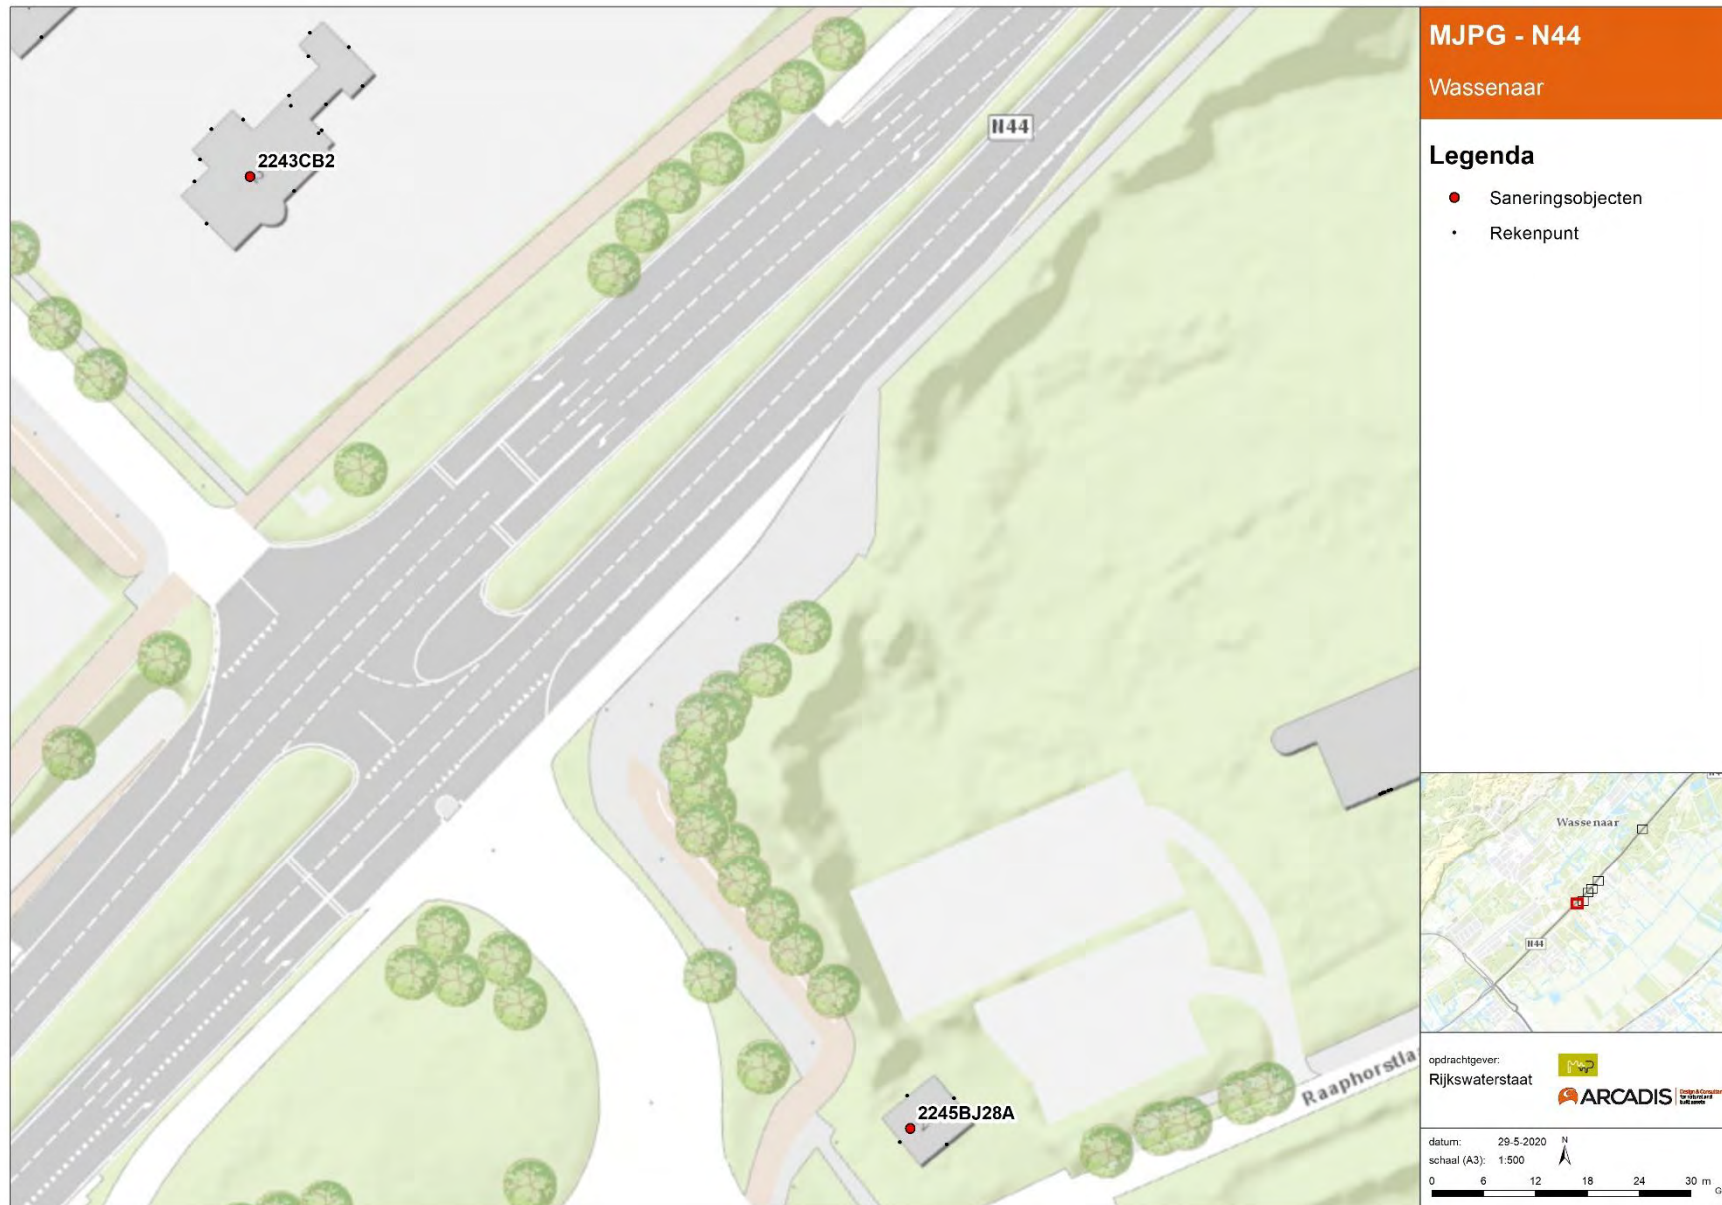 MJPG - N44
Wassenaar
Legenda
Saneringsobjecten
Rekenpunt
N44
2243CB2
2245BJ28A
Raaphorstla
Wassenaar
N44
opdrachtgever:
Rijkswaterstaat
ARCADIS
datum: 29-5-2020
N
schaal (A3): 1:500
0 6 12 18 24 30 m
G